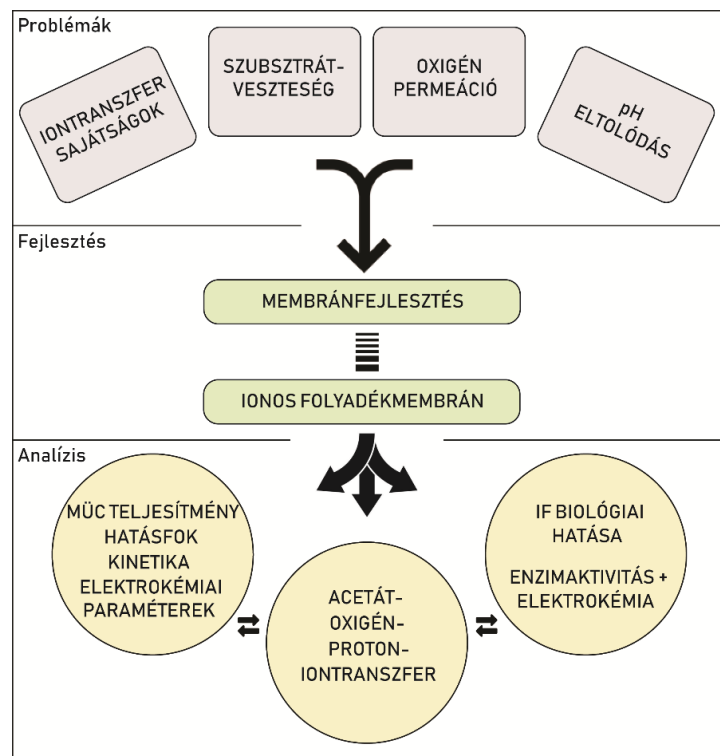 Problémák
IONTRANSZFER
SAJÁTSÁGOK
SZUBSZTRÁT-
VESZTESÉG
OXIGÉN
PERMEÁCIÓ
pH
ELTOLÓDÁS
Fejlesztés
MEMBRÁNFEJLESZTÉS
IONOS FOLYADÉKMEMBRÁN
Analízis
MÜC TELJESÍTMÉNY
HATÁSFOK
KINETIKA
ELEKTROKÉMIAI
PARAMÉTEREK
ACETÁT-
OXIGÉN-
PROTON-
IONTRANSZFER
IF BIOLÓGIAI
HATÁSA
ENZIMAKTIVITÁS +
ELEKTROKÉMIA